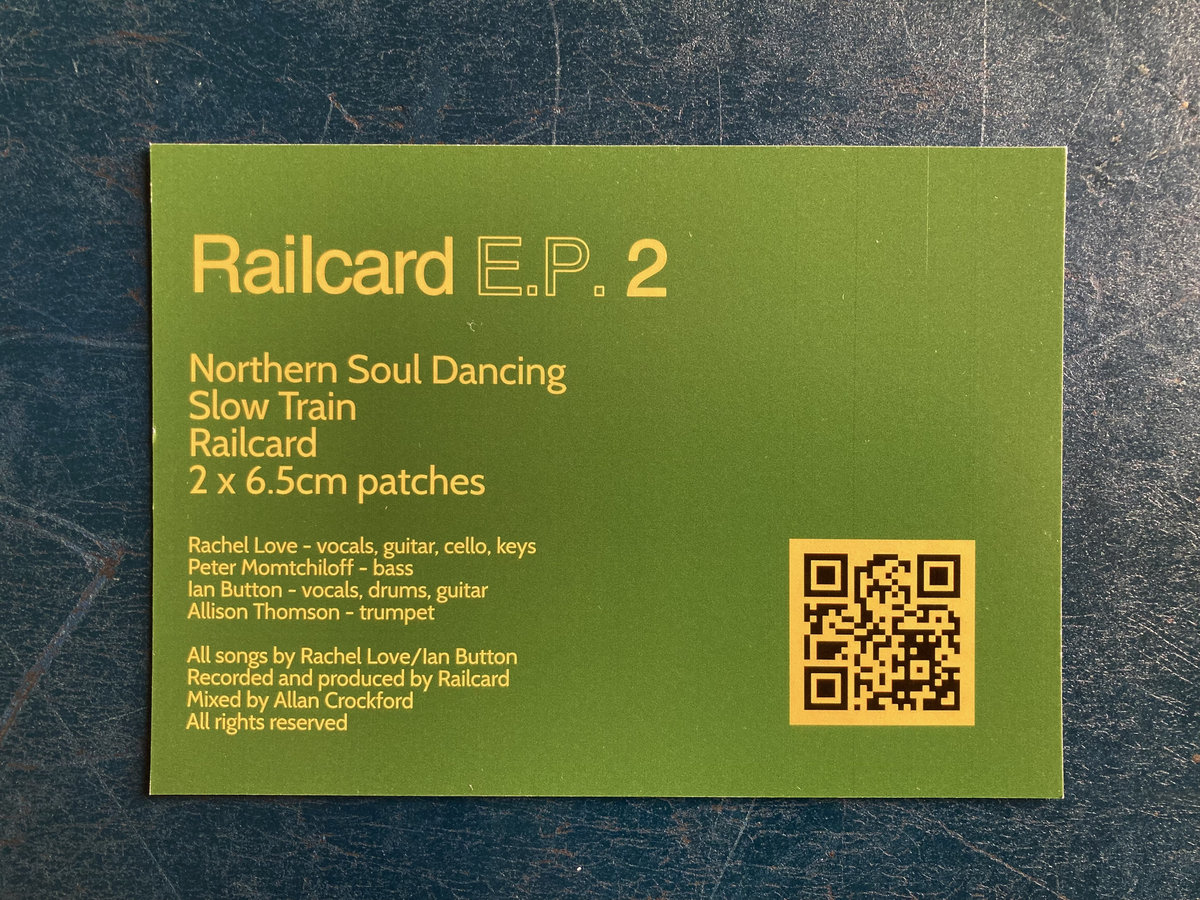 Railcard E.P. 2
Northern Soul Dancing
Slow Train
Railcard
2 x 6.5cm patches
Rachel Love – vocals, guitar, cello, keys
Peter Momtchiloff – bass
Ian Button – vocals, drums, guitar
Allison Thomson – trumpet
All songs by Rachel Love/Ian Button
Recorded and produced by Railcard
Mixed by Allan Crockford
All rights reserved